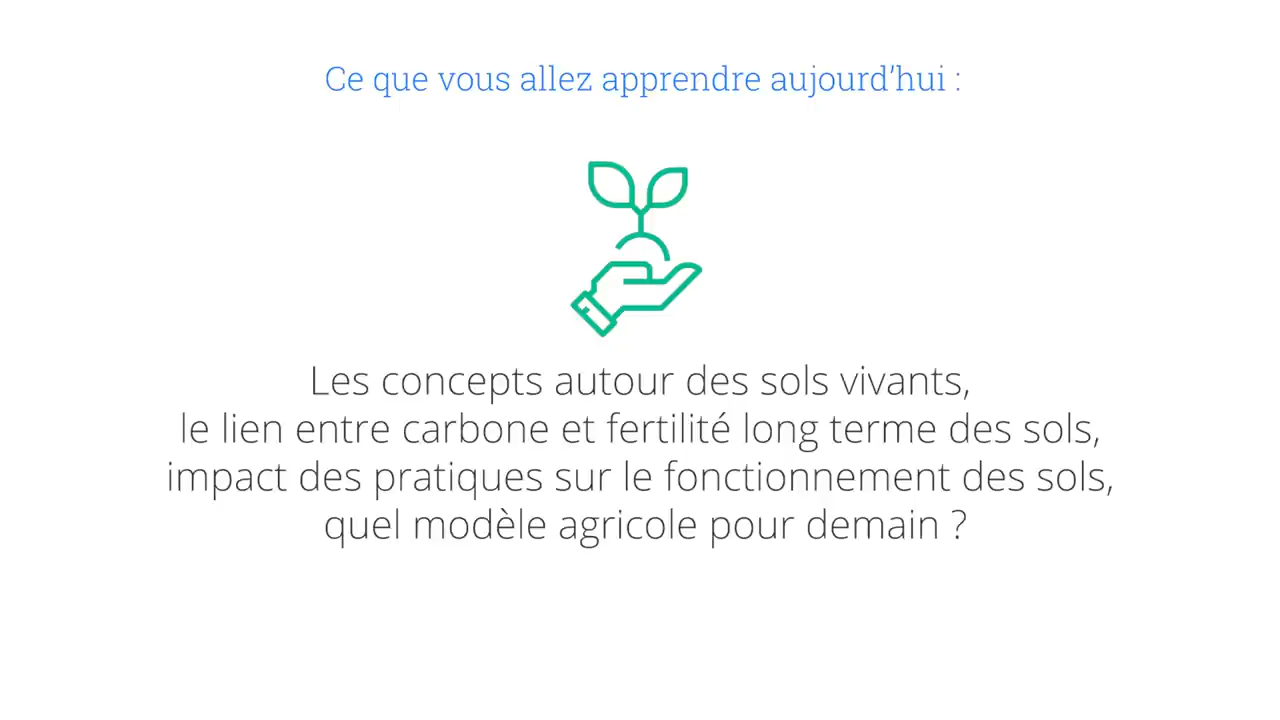 Ce que vous allez apprendre aujourd’hui :
Les concepts autour des sols vivants,
le lien entre carbone et fertilité long terme des sols,
impact des pratiques sur le fonctionnement des sols,
quel modèle agricole pour demain ?